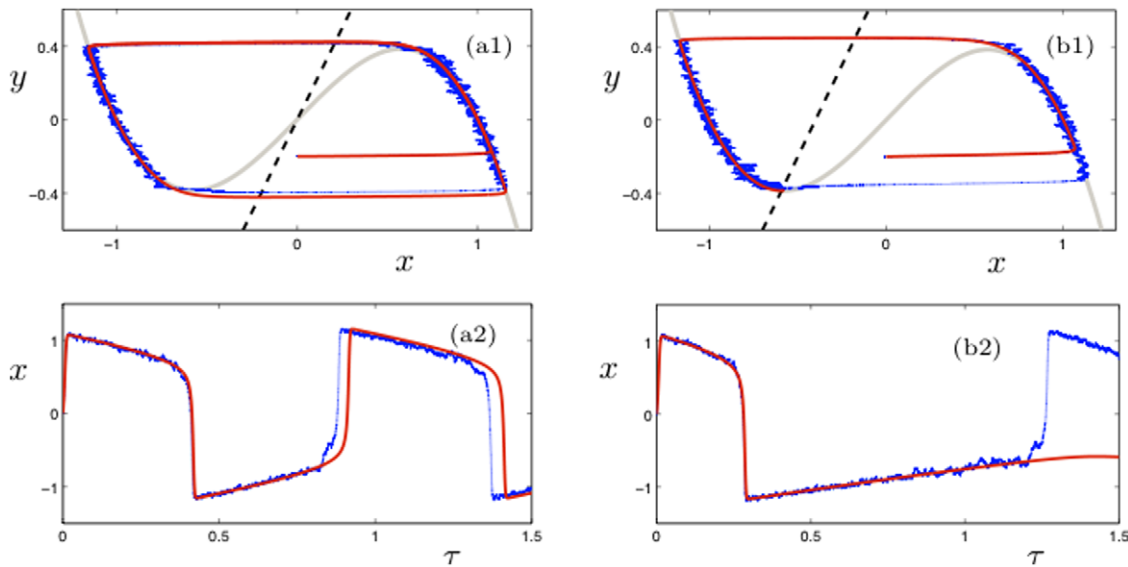 0.4 (a1) 0.4 (b1)
y y
0 0
−0.4 −0.4
−1 0 1 −1 0 1
x x
1 (a2) 1 (b2)
x x
0 0
−1 −1
0 0.5 1 1.5 0 0.5 1 1.5
τ τ